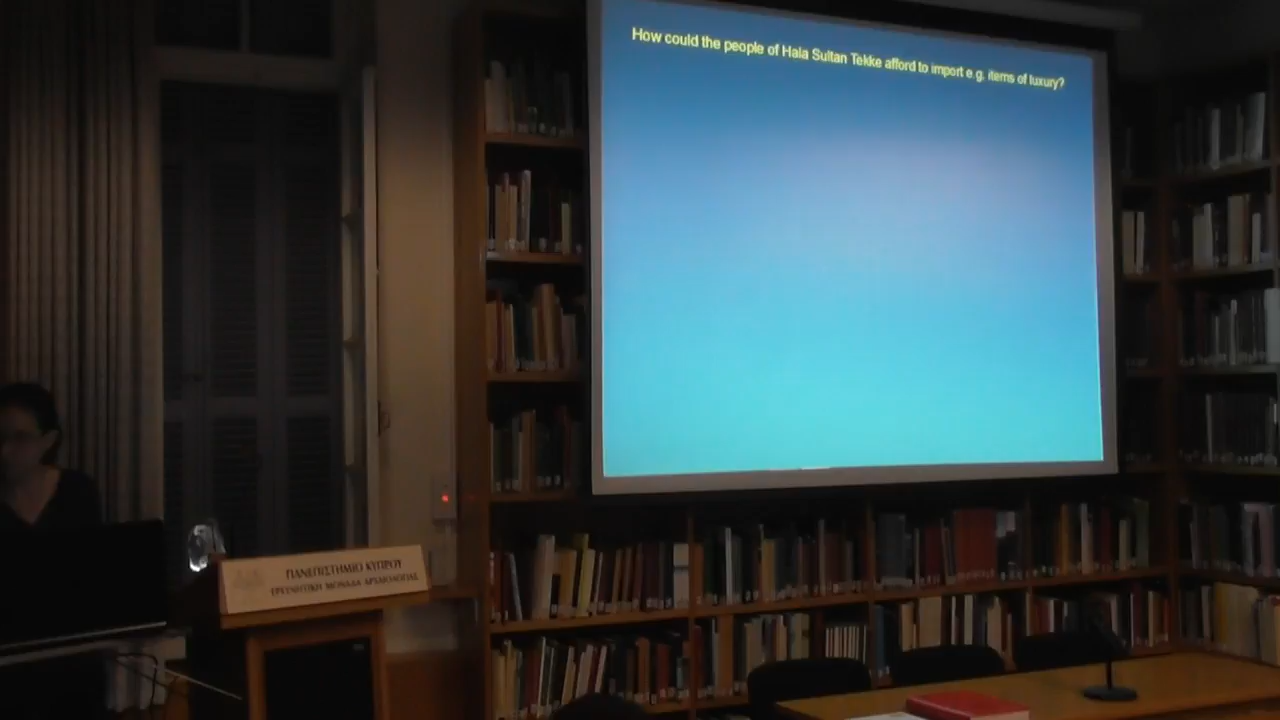 How could the people of Hala Sultan Tekke afford to import e.g. items of luxury?
ΠΑΝΕΠΙΣΤΗΜΙΟ ΚΥΠΡΟΥ
ΕΡΕΥΝΗΤΙΚΗ ΜΟΝΑΔΑ ΑΡΧΑΙΟΛΟΓΙΑΣ